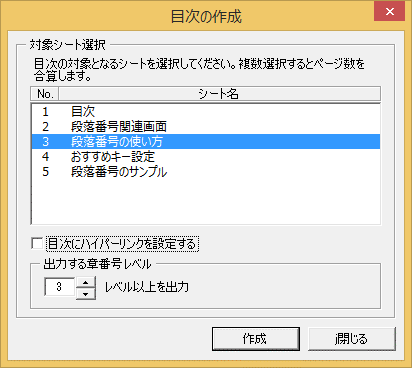 目次の作成
対象シート選択
目次の対象となるシートを選択してください。複数選択するとページ数を
合算します。
No. シート名
1 目次
2 段落番号関連画面
3 段落番号の使い方
4 おすすめキー設定
5 段落番号のサンプル
目次にハイパーリンクを設定する
出力する章番号レベル
3 レベル以上を出力
作成 閉じる